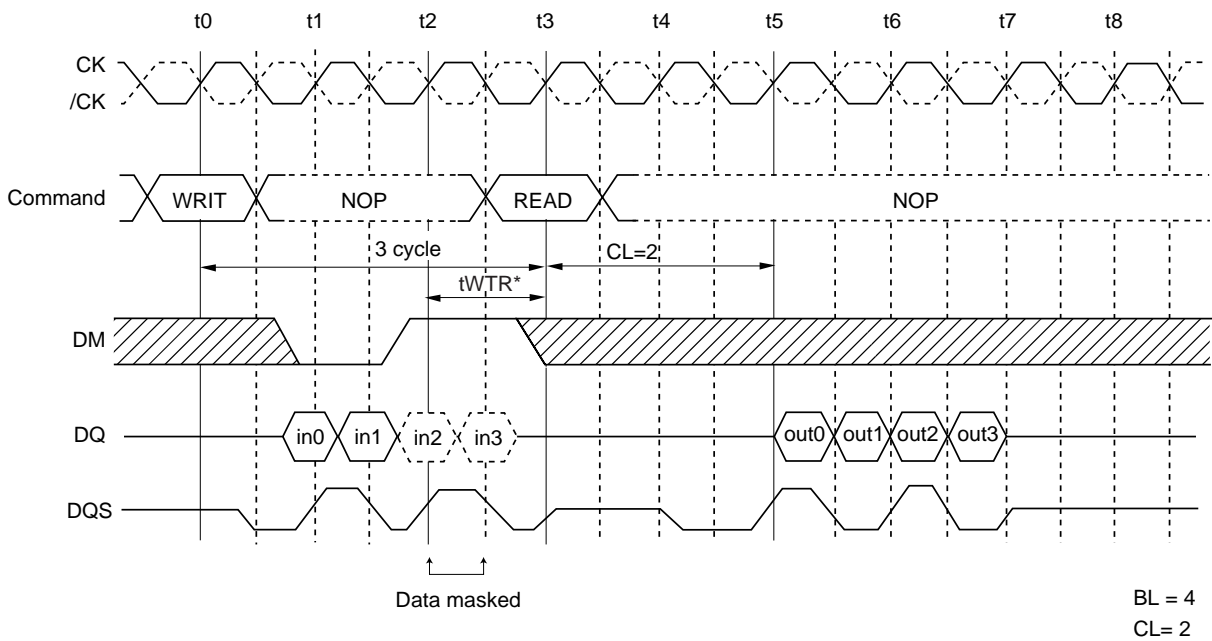 t0 t1 t2 t3 t4 t5 t6 t7 t8
CK
/CK
Command WRIT NOP READ NOP
3 cycle CL=2
tWTR*
DM
DQ in0 in1 in2 in3 out0 out1 out2 out3
DQS
Data masked
BL = 4
CL= 2